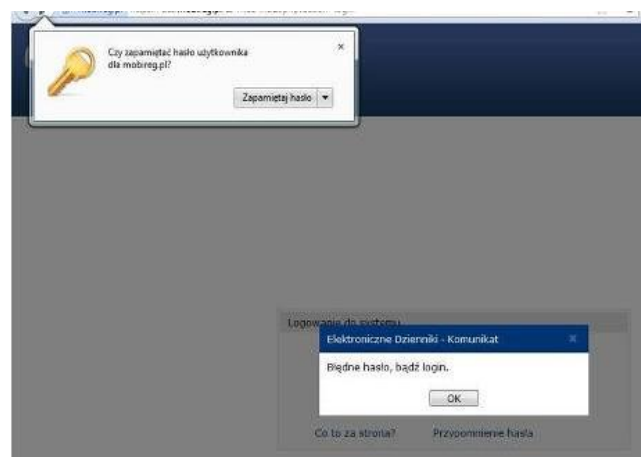 Czy zapamiętać hasło użytkownika
dla mobireg.pl?
Zapamiętaj hasło
Logowanie do systemu
Elektroniczne Dzienniki - Komunikat
Błędne hasło, bądź login.
OK
Co to za strona?
Przypomnienie hasła